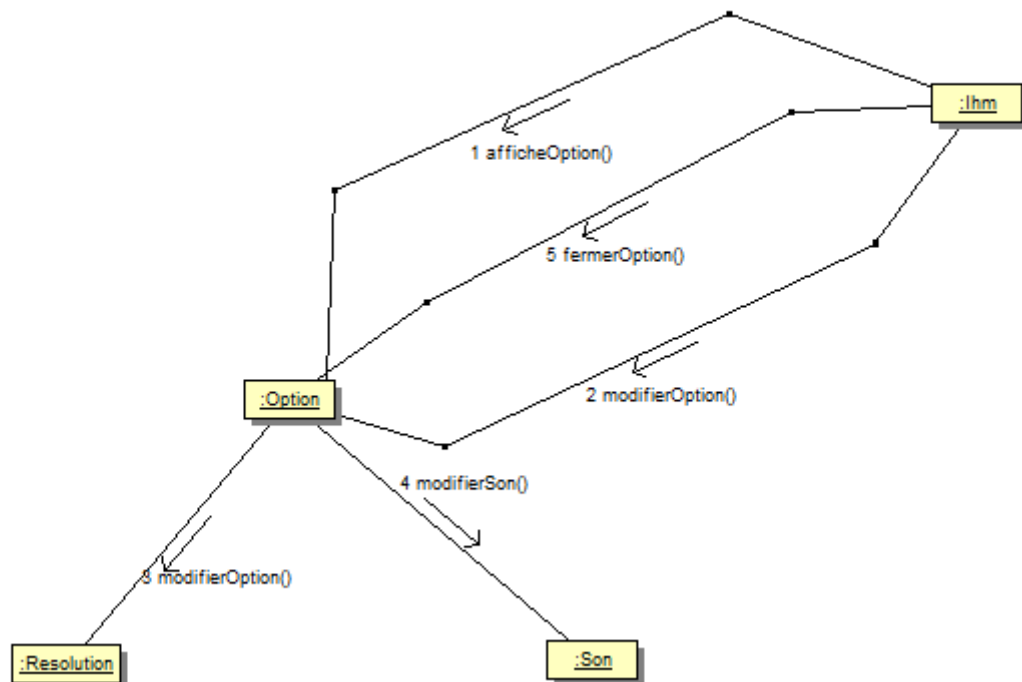 :Ihm
1 afficheOption()
5 fermerOption()
2 modifierOption()
:Option
4 modifierSon()
3 modifierOption()
:Resolution
:Son